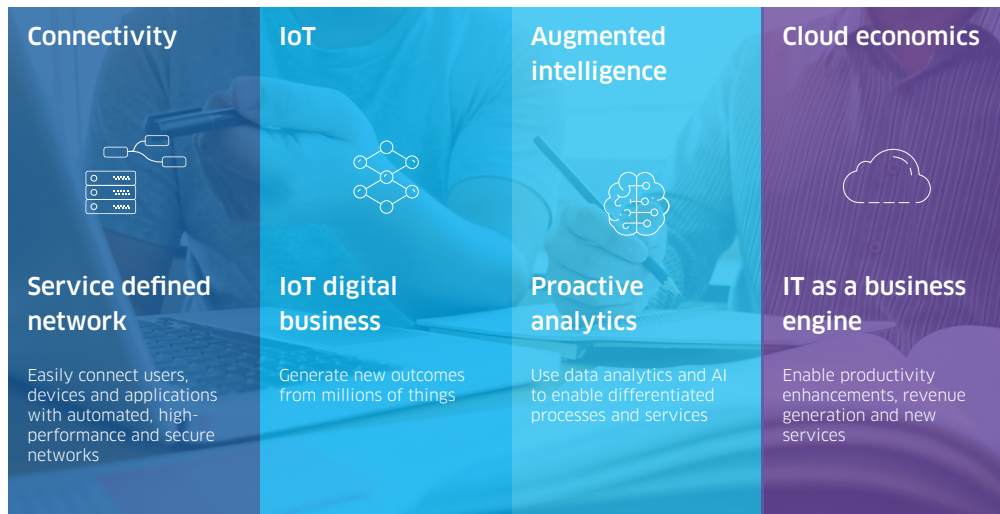 Connectivity
Service defined
network
Easily connect users,
devices and applications
with automated, high-
performance and secure
networks
IoT
IoT digital
business
Generate new outcomes
from millions of things
Augmented
intelligence
Proactive
analytics
Use data analytics and AI
to enable differentiated
processes and services
Cloud economics
IT as a business
engine
Enable productivity
enhancements, revenue
generation and new
services